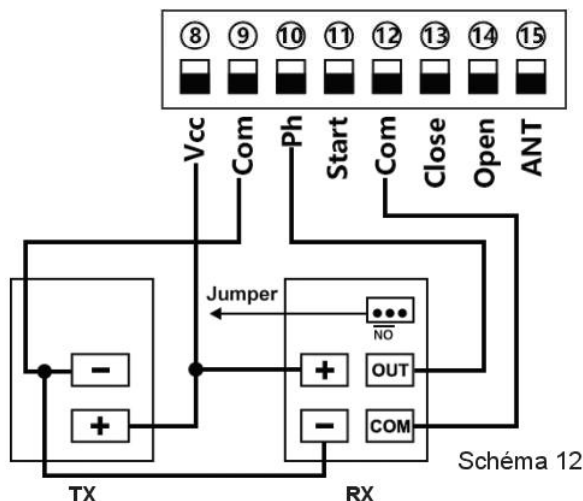 8 9 10 11 12 13 14 15
Vcc Com Ph Start Com Close Open ANT
Jumper
NO
- + OUT
+ - COM
Schéma 12
TX RX